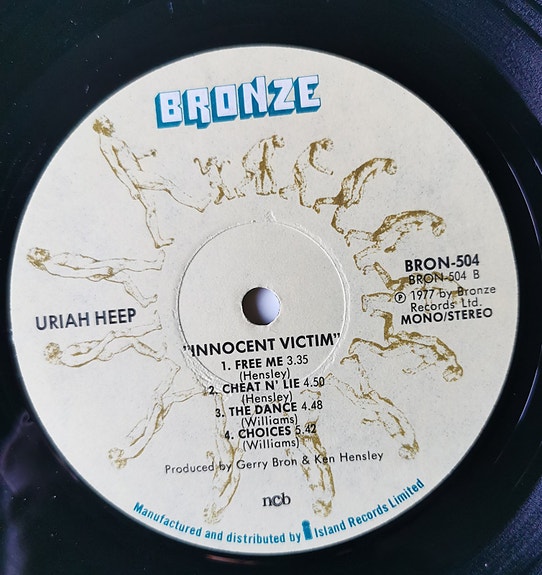 BRONZE
URIAH HEEP
BRON-504
BRON-504 B
℗ 1977 by Bronze
Records Ltd.
MONO/STEREO
"INNOCENT VICTIM"
1. FREE ME 3.35
(Hensley)
2. CHEAT N' LIE 4.50
(Hensley)
3. THE DANCE 4.48
(Williams)
4. CHOICES 5.42
(Williams)
Produced by Gerry Bron & Ken Hensley
ncb
Manufactured and distributed by Island Records Limited